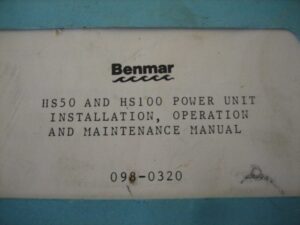 Benmar
HS50 AND HS100 POWER UNIT
INSTALLATION, OPERATION
AND MAINTENANCE MANUAL
098-0320